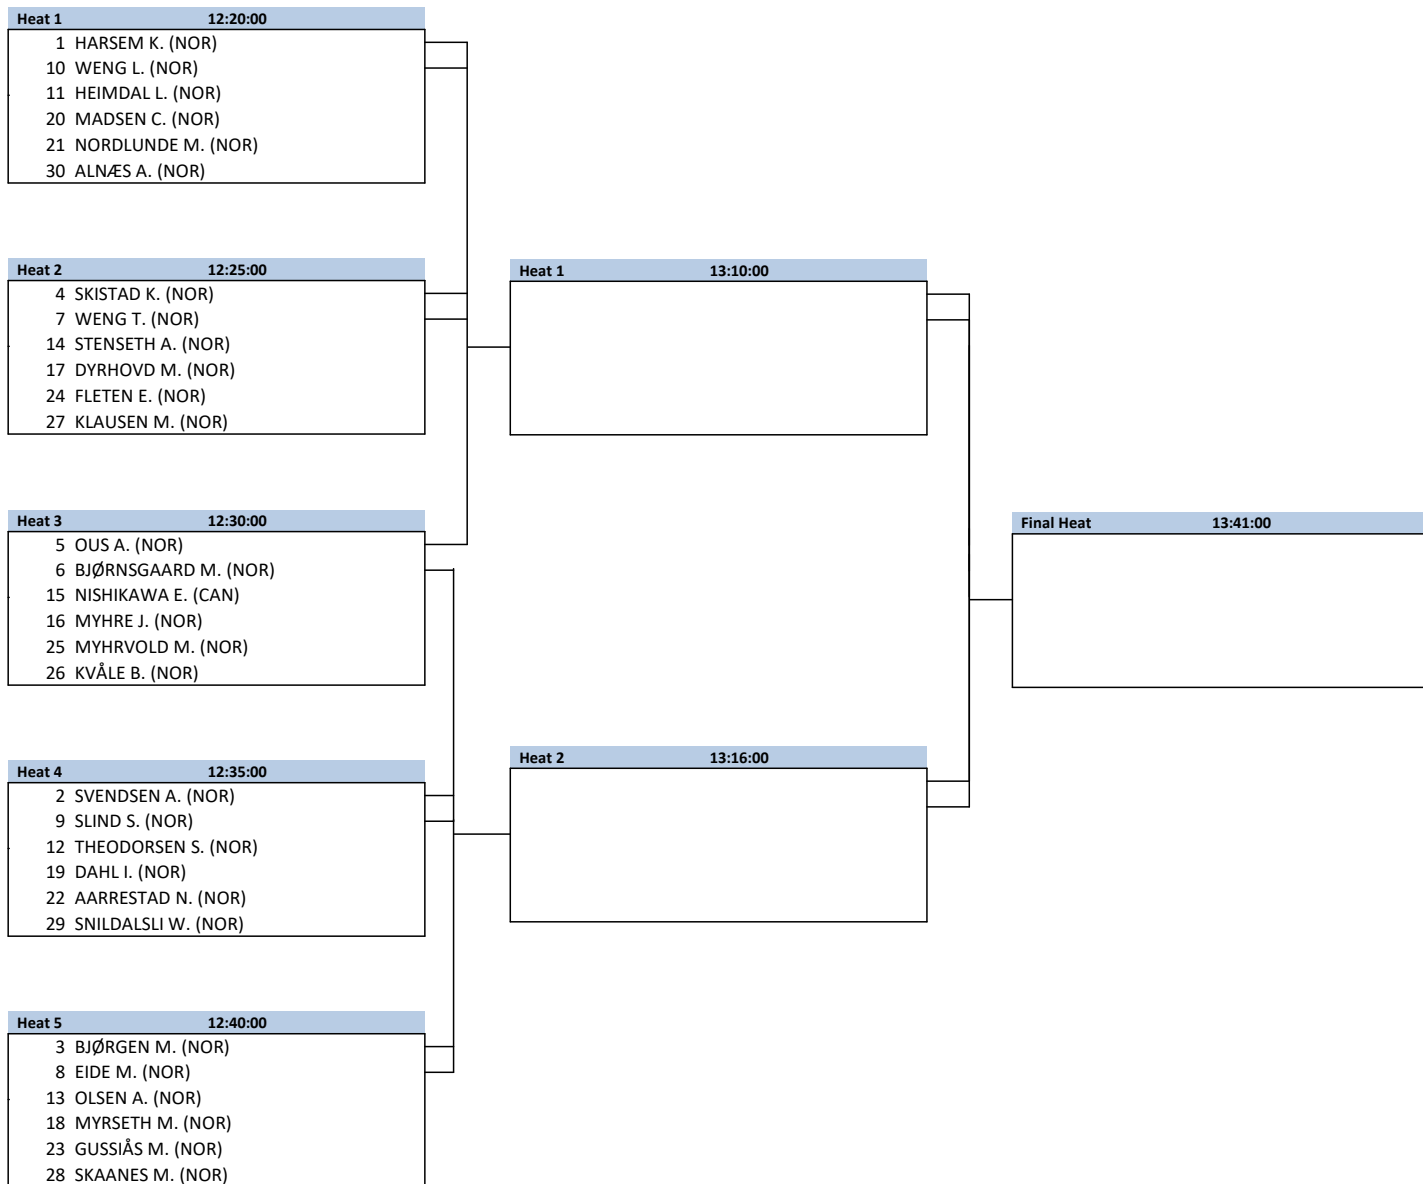 Heat 1 12:20:00
1 HARSEM K. (NOR)
10 WENG L. (NOR)
11 HEIMDAL L. (NOR)
20 MADSEN C. (NOR)
21 NORDLUNDE M. (NOR)
30 ALNÆS A. (NOR)
Heat 2 12:25:00
4 SKISTAD K. (NOR)
7 WENG T. (NOR)
14 STENSETH A. (NOR)
17 DYRHOVD M. (NOR)
24 FLETEN E. (NOR)
27 KLAUSEN M. (NOR)
Heat 3 12:30:00
5 OUS A. (NOR)
6 BJØRNSGAARD M. (NOR)
15 NISHIKAWA E. (CAN)
16 MYHRE J. (NOR)
25 MYHRVOLD M. (NOR)
26 KVÅLE B. (NOR)
Heat 4 12:35:00
2 SVENDSEN A. (NOR)
9 SLIND S. (NOR)
12 THEODORSEN S. (NOR)
19 DAHL I. (NOR)
22 AARRESTAD N. (NOR)
29 SNILDALSLI W. (NOR)
Heat 5 12:40:00
3 BJØRGEN M. (NOR)
8 EIDE M. (NOR)
13 OLSEN A. (NOR)
18 MYRSETH M. (NOR)
23 GUSSIÅS M. (NOR)
28 SKAANES M. (NOR)
Heat 1 13:10:00
Heat 2 13:16:00
Final Heat 13:41:00